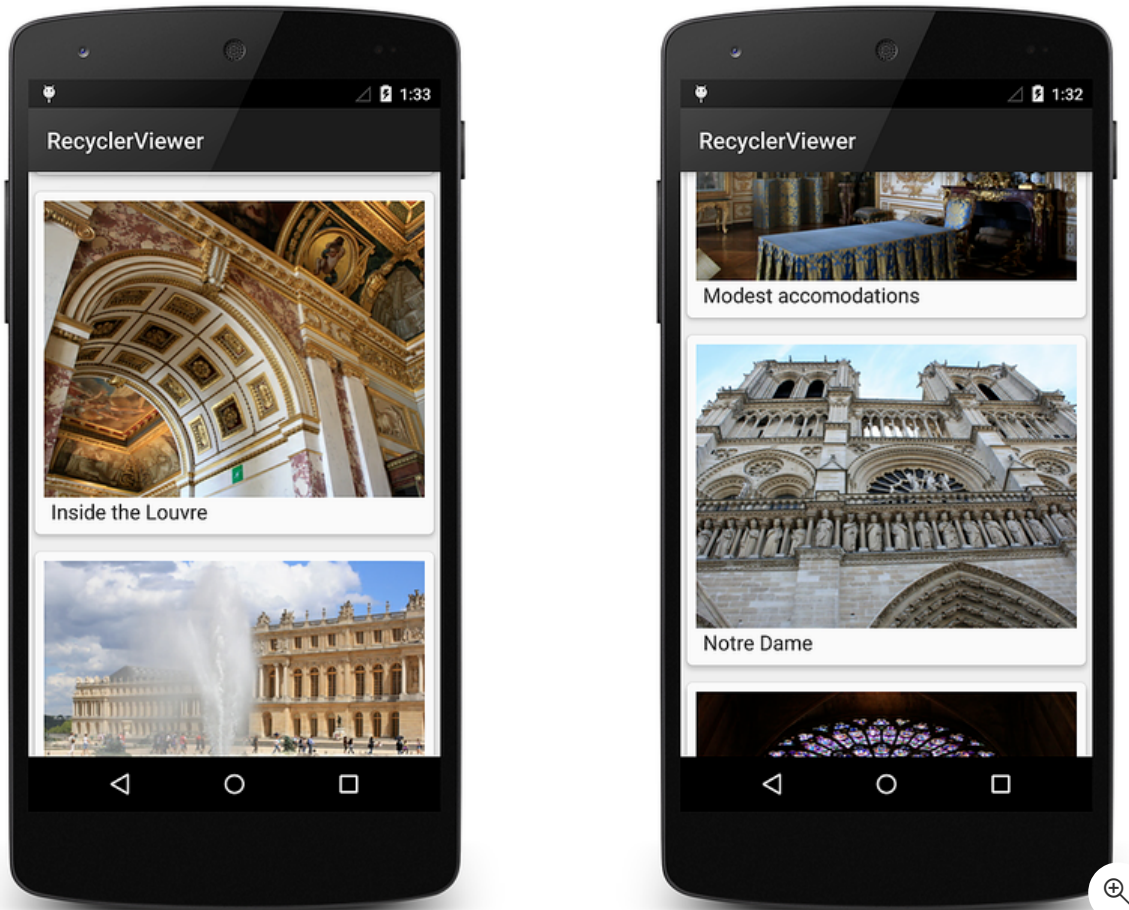 1:33
RecyclerViewer
Inside the Louvre
1:32
RecyclerViewer
Modest accomodations
Notre Dame